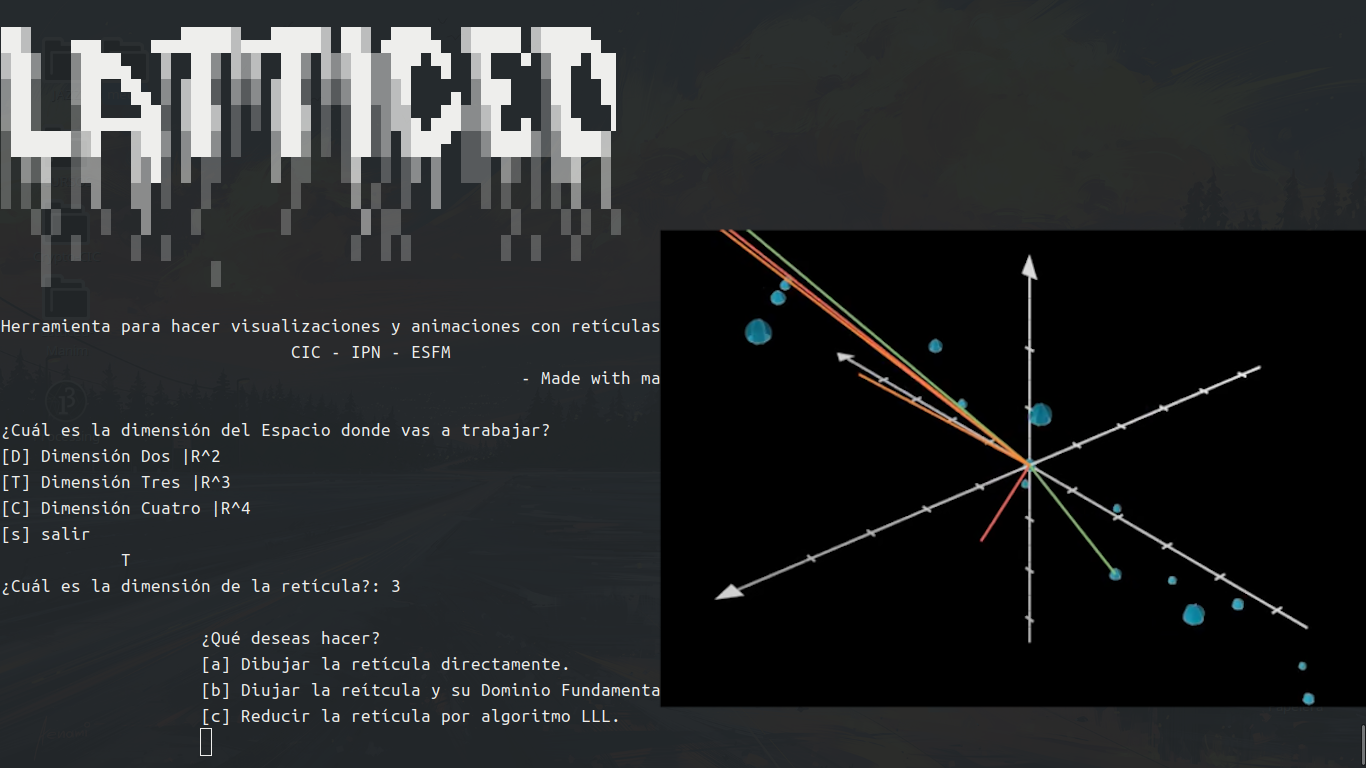 LATTICED
Herramienta para hacer visualizaciones y animaciones con retículas
CIC - IPN - ESFM
- Made with ma
¿Cuál es la dimensión del Espacio donde vas a trabajar?
[D] Dimensión Dos |R^2
[T] Dimensión Tres |R^3
[C] Dimensión Cuatro |R^4
[s] salir
T
¿Cuál es la dimensión de la retícula?: 3
¿Qué deseas hacer?
[a] Dibujar la retícula directamente.
[b] Diujar la reítcula y su Dominio Fundamenta
[c] Reducir la retícula por algoritmo LLL.